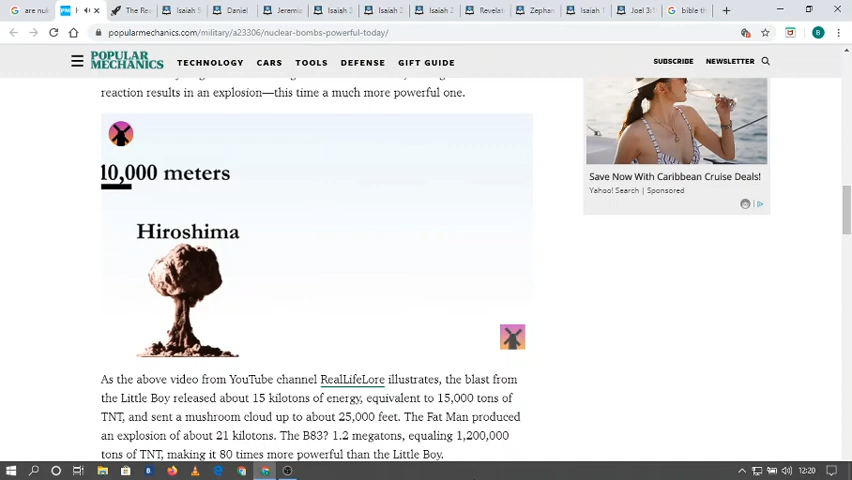 are nu
The Re
Isaiah 5
Daniel
Jeremi
Isaiah
Isaiah
Isaiah
Revelat
Zephan
Isaiah 1
Joel 3:1
bible th
popularmechanics.com/military/a23306/nuclear-bombs-powerful-today/
POPULAR MECHANICS
TECHNOLOGY CARS TOOLS DEFENSE GIFT GUIDE
SUBSCRIBE NEWSLETTER
reaction results in an explosion—this time a much more powerful one.
10,000 meters
Hiroshima
Save Now With Caribbean Cruise Deals!
Yahoo! Search | Sponsored
As the above video from YouTube channel RealLifeLore illustrates, the blast from
the Little Boy released about 15 kilotons of energy, equivalent to 15,000 tons of
TNT, and sent a mushroom cloud up to about 25,000 feet. The Fat Man produced
an explosion of about 21 kilotons. The B83? 1.2 megatons, equaling 1,200,000
tons of TNT, making it 80 times more powerful than the Little Boy.
12:20